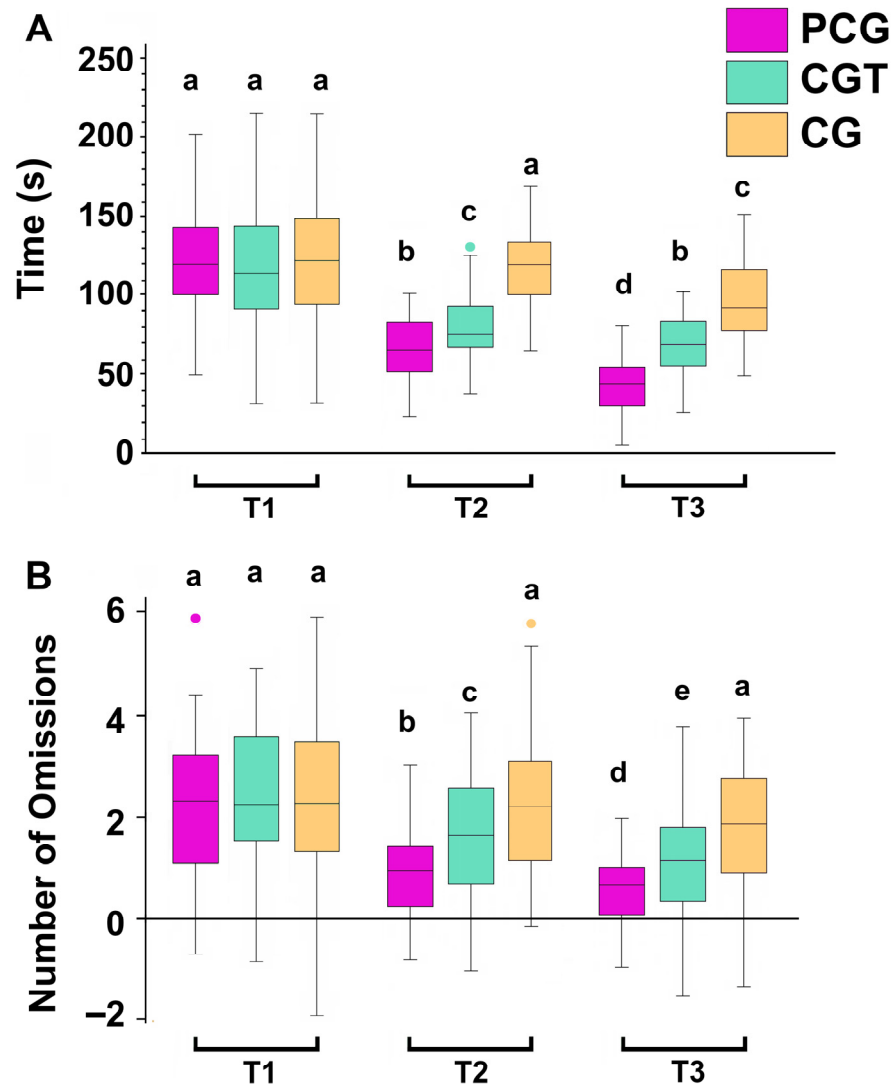 A
PCG
CGT
CG
Time (s)
250
200
150
100
50
0
a a a
b c a
d b c
T1 T2 T3
B
Number of Omissions
6
4
2
0
−2
a a a
b c a
d e a
T1 T2 T3